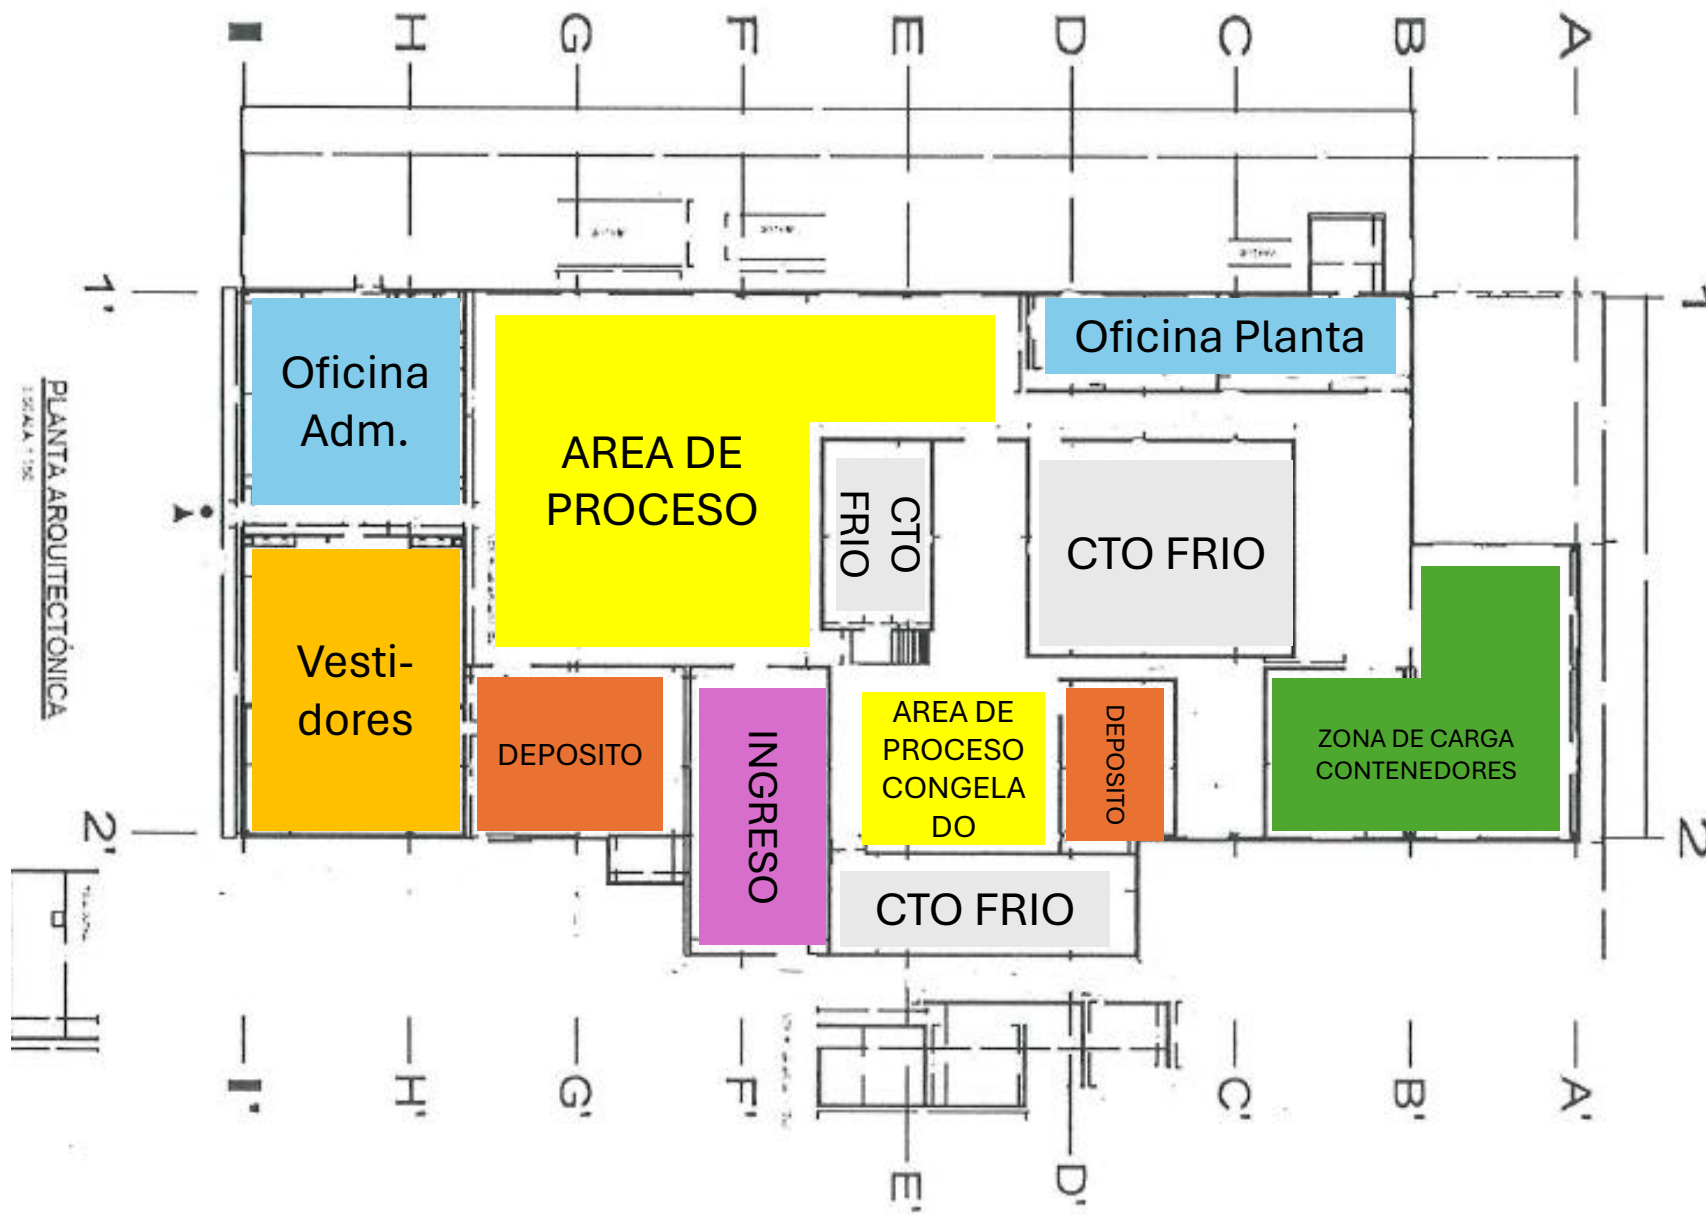 I
H
G
F
E
D
C
B
A
1'
1
Oficina
Adm.
AREA DE
PROCESO
Oficina Planta
CTO
FRIO
CTO FRIO
PLANTA ARQUITECTÓNICA
Vesti-
dores
DEPOSITO
INGRESO
AREA DE
PROCESO
CONGELA
DO
DEPOSITO
ZONA DE CARGA
CONTENEDORES
2'
2
CTO FRIO
I'
H'
G'
F'
E'
D'
C'
B'
A'